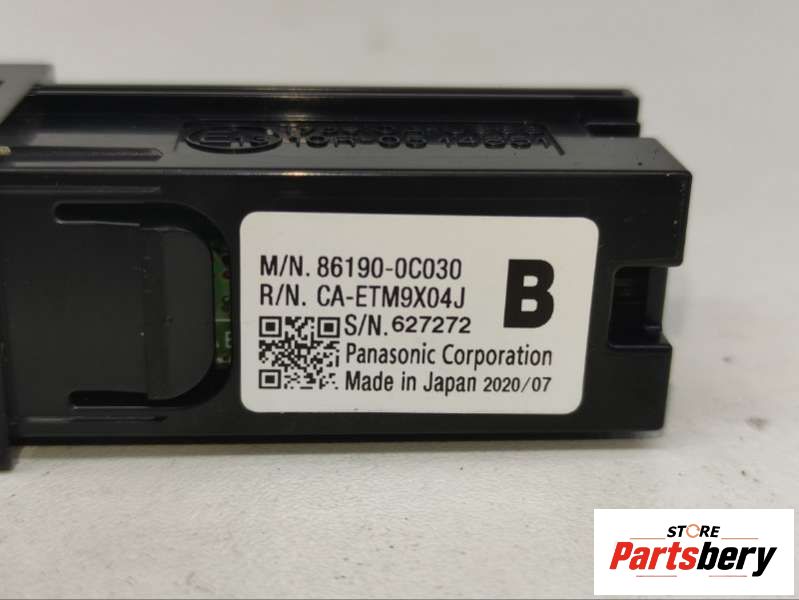 M/N. 86190-0C030
R/N. CA-ETM9X04J
B
S/N. 627272
Panasonic Corporation
Made in Japan 2020/07
STORE
Partsbery